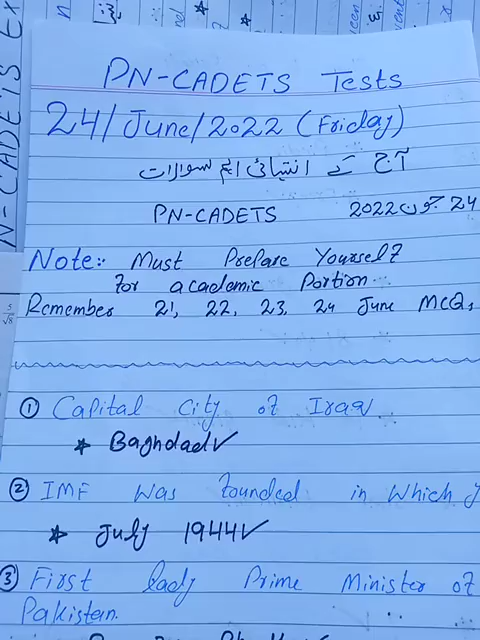 PN-CADETS Tests
24/June/2022 (Friday)
آج کے انتہائی اہم سوالات
PN-CADETS 24 جون 2022
Note:- Must Prepare Yourself
for academic Portion
Remember 21, 22, 23, 24 June MCQs
① Capital City of Iraq
* Baghdad
② IMF was founded in which
* July 1944
③ First lady Prime Minister of
Pakistan.